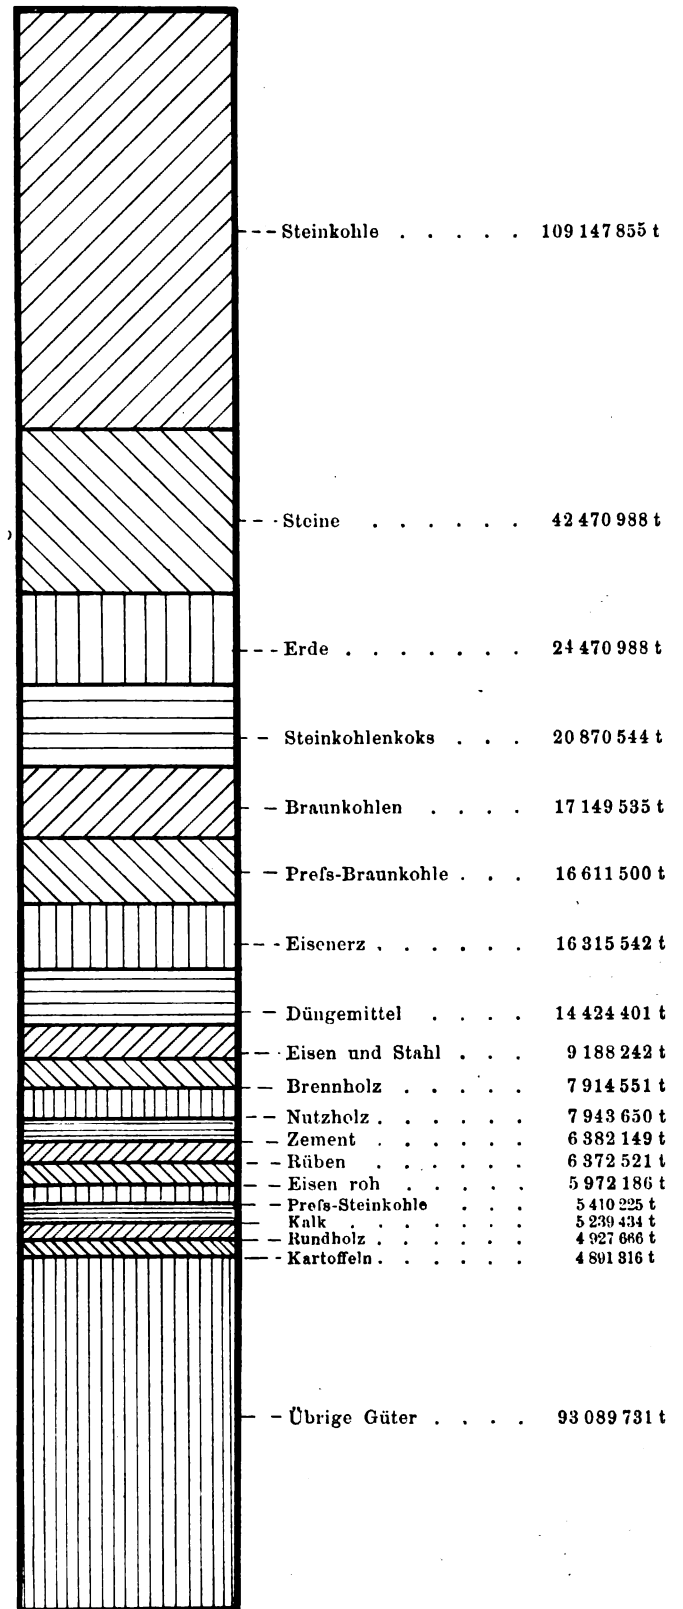 Steinkohle . . . . . 109 147 855 t
Steine . . . . . . 42 470 988 t
Erde . . . . . . . 24 470 988 t
Steinkohlenkoks . . . 20 870 544 t
Braunkohlen . . . . 17 149 535 t
Preſs-Braunkohle . . . 16 611 500 t
Eisenerz . . . . . . 16 315 542 t
Düngemittel . . . . 14 424 401 t
Eisen und Stahl . . . 9 188 242 t
Brennholz . . . . . 7 914 551 t
Nutzholz . . . . . . 7 943 650 t
Zement . . . . . . 6 382 149 t
Rüben . . . . . . 6 372 521 t
Eisen roh . . . . . 5 972 186 t
Preſs-Steinkohle . . . 5 410 225 t
Kalk . . . . . . . 5 239 434 t
Rundholz . . . . . . 4 927 666 t
Kartoffeln . . . . . . 4 891 316 t
Übrige Güter . . . . 93 089 731 t